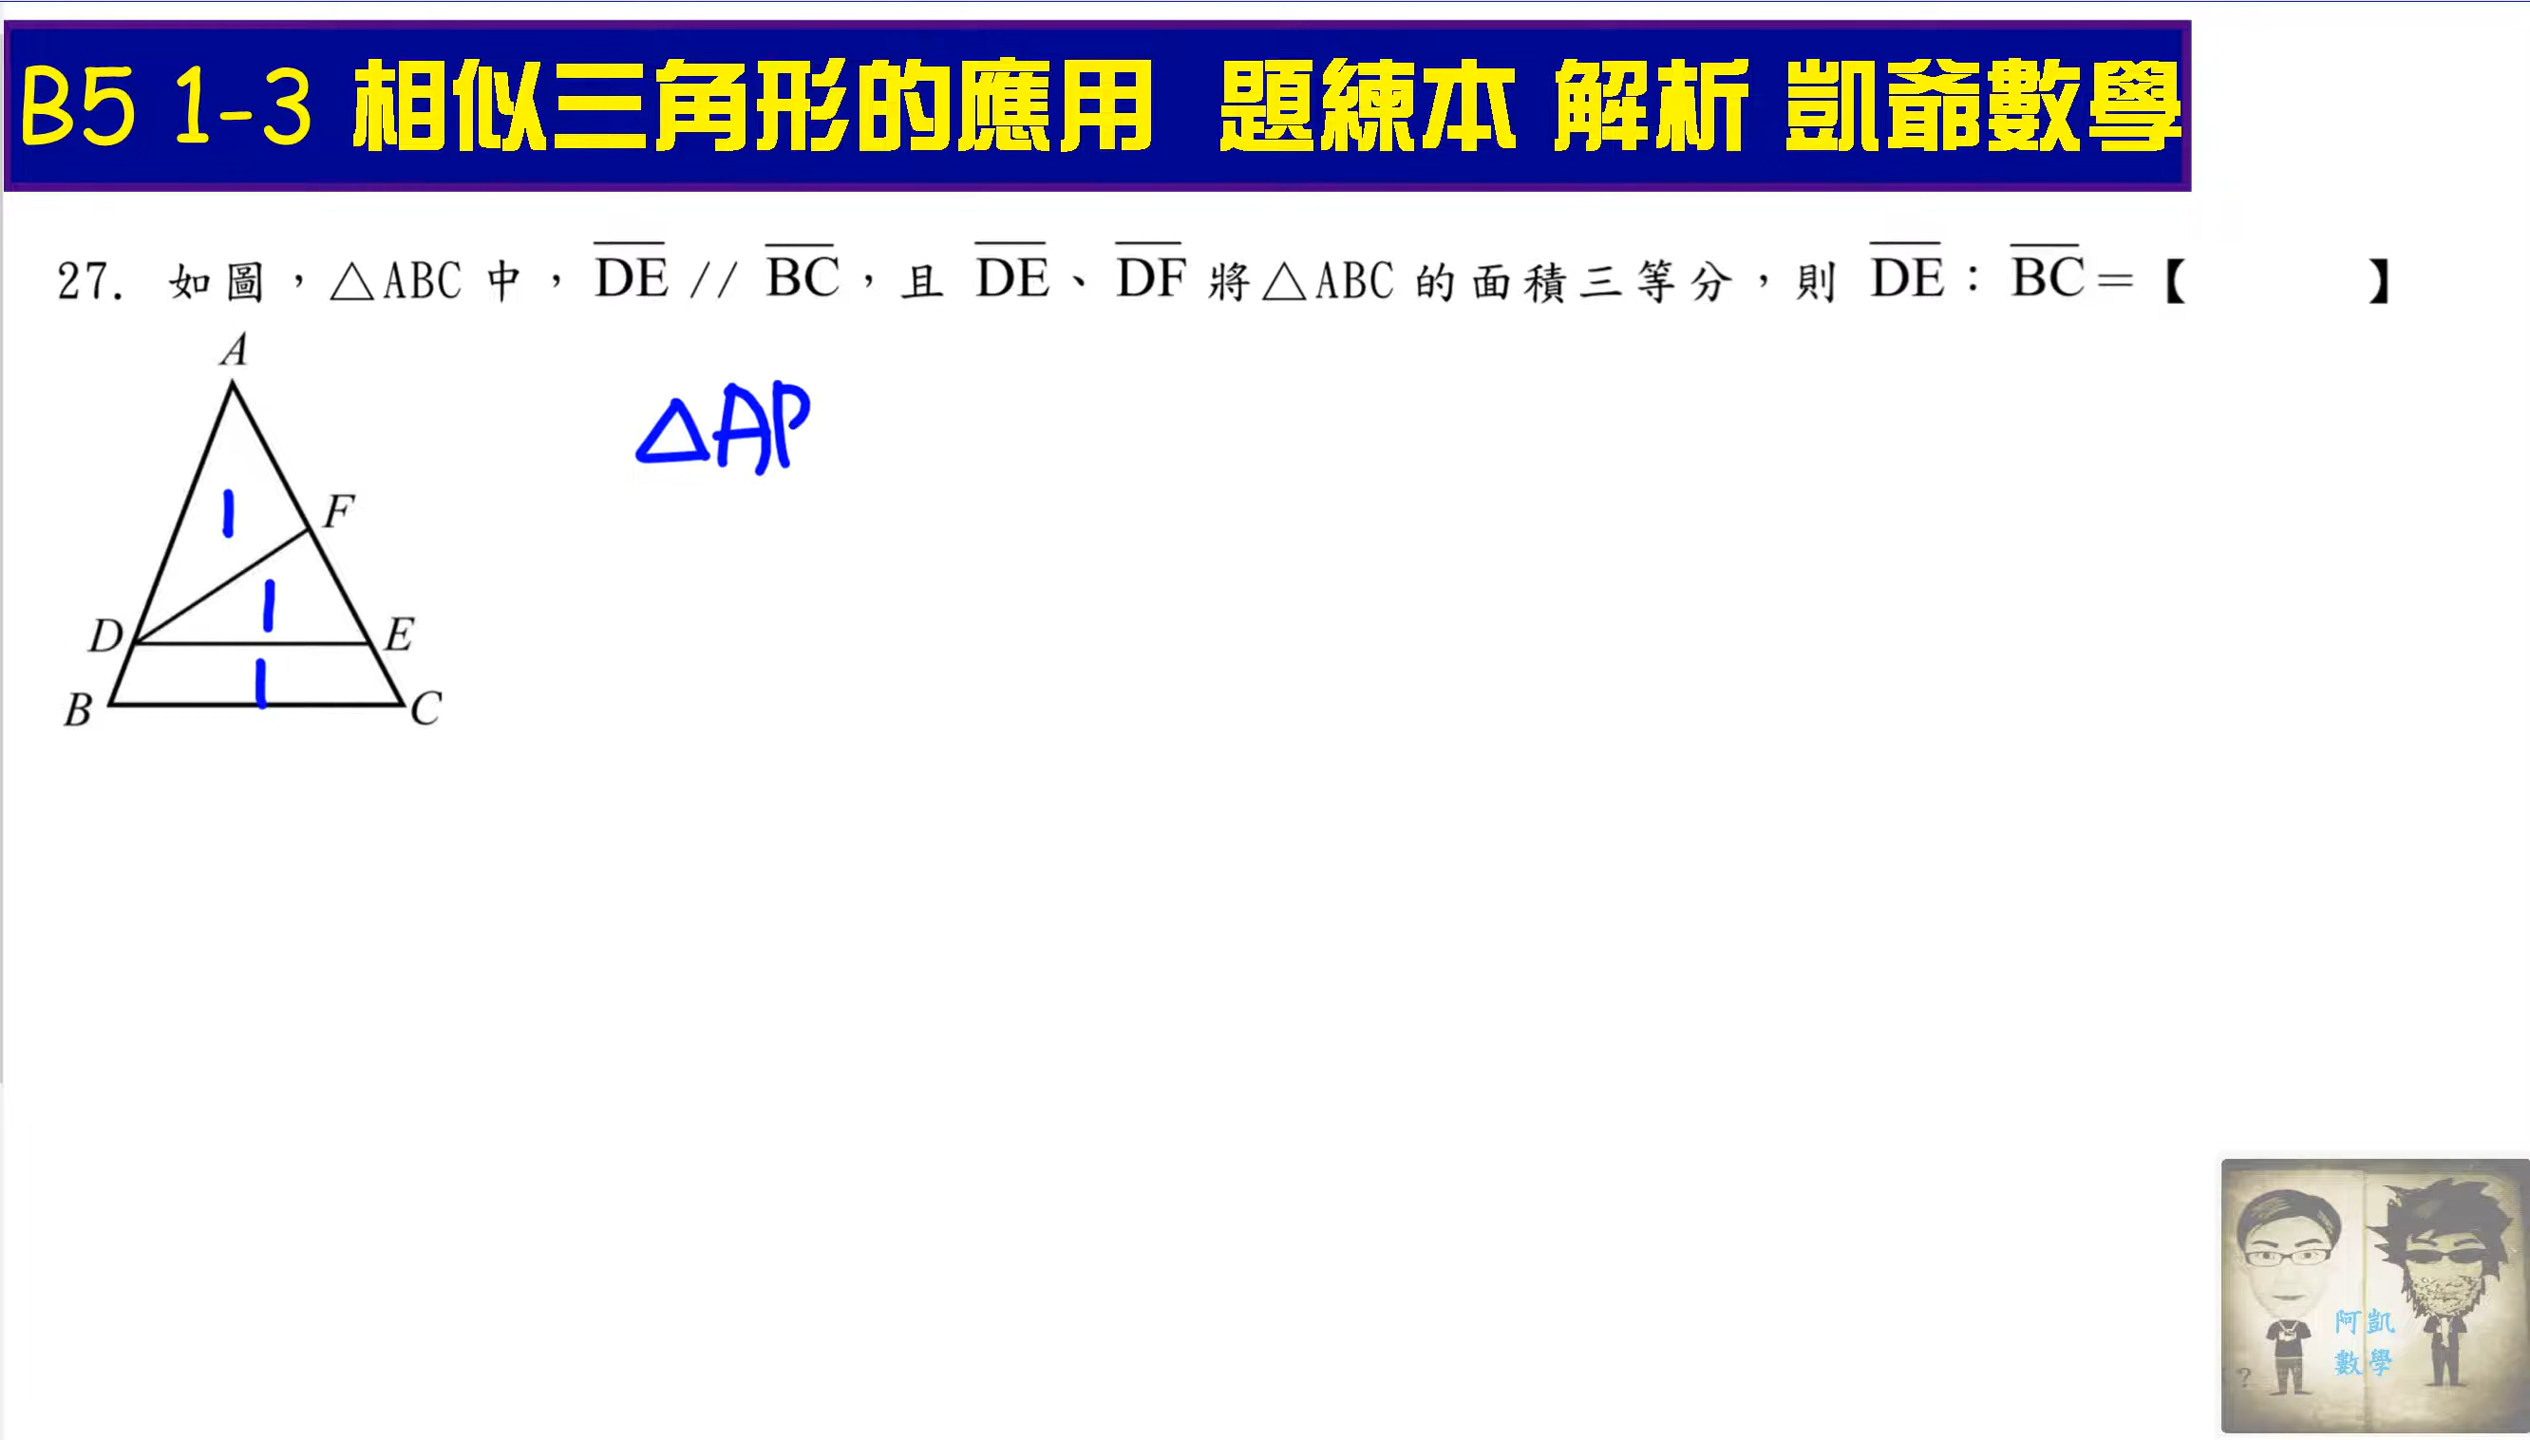 B5 1-3 相似三角形的應用 題練本 解析 凱爺數學
27. 如圖，△ABC 中，DE // BC，且 DE、DF 將△ABC 的面積三等分，則 DE：BC=【 】
A
△AP
1
F
1
D
E
1
B
C
阿凱
數學
?